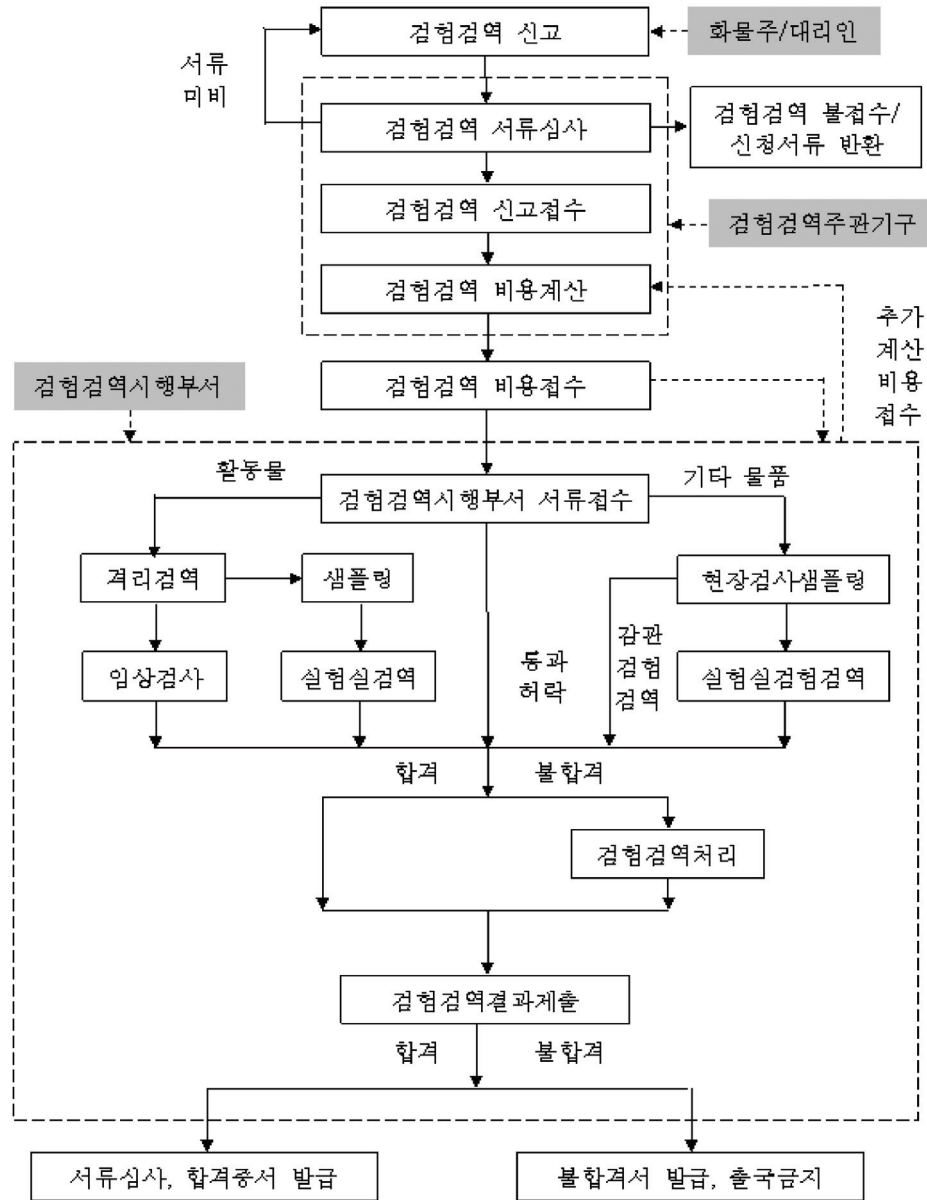 검험검역 신고
화물주/대리인
서류
미비
검험검역 서류심사
검험검역 불접수/
신청서류 반환
검험검역 신고접수
검험검역주관기구
검험검역 비용계산
추가
계산
비용
접수
검험검역 비용접수
검험검역시행부서
활동물
기타 물품
검험검역시행부서 서류접수
격리검역
샘플링
현장검사샘플링
감관
검험
검역
통과
허락
임상검사
실험실검역
실험실검험검역
합격
불합격
검험검역처리
검험검역결과제출
합격
불합격
서류심사, 합격증서 발급
불합격서 발급, 출국금지